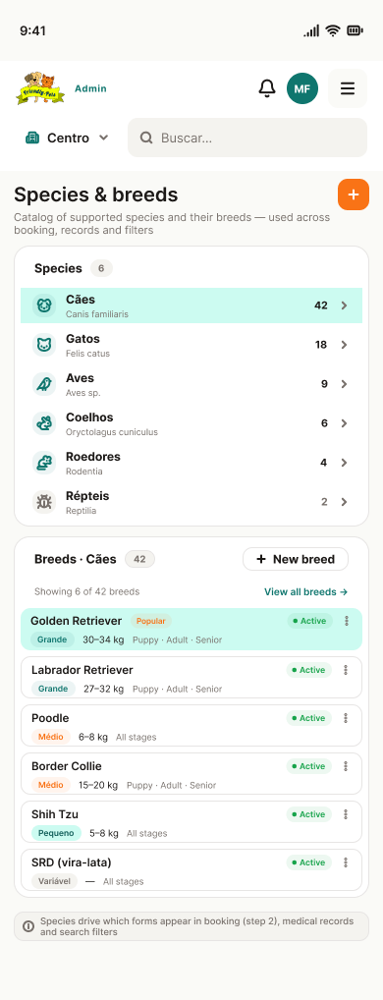 9:41
Friendly-Pets
Admin
MF
Centro
Buscar...
Species & breeds
Catalog of supported species and their breeds — used across
booking, records and filters
Species 6
Cães
Canis familiaris
42
Gatos
Felis catus
18
Aves
Aves sp.
9
Coelhos
Oryctolagus cuniculus
6
Roedores
Rodentia
4
Répteis
Reptilia
2
Breeds · Cães 42
+ New breed
Showing 6 of 42 breeds
View all breeds →
Golden Retriever Popular Active
Grande 30–34 kg Puppy · Adult · Senior
Labrador Retriever Active
Grande 27–32 kg Puppy · Adult · Senior
Poodle Active
Médio 6–8 kg All stages
Border Collie Active
Médio 15–20 kg Puppy · Adult · Senior
Shih Tzu Active
Pequeno 5–8 kg All stages
SRD (vira-lata) Active
Variável — All stages
Species drive which forms appear in booking (step 2), medical records
and search filters